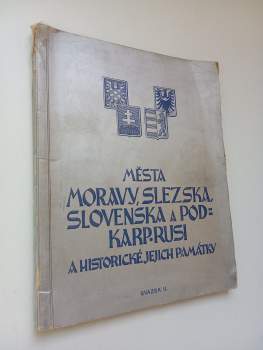 MĚSTA
MORAVY, SLEZSKA,
SLOVENSKA A POD=
KARP. RUSI
A HISTORICKÉ JEJICH PAMÁTKY
SVAZEK II.